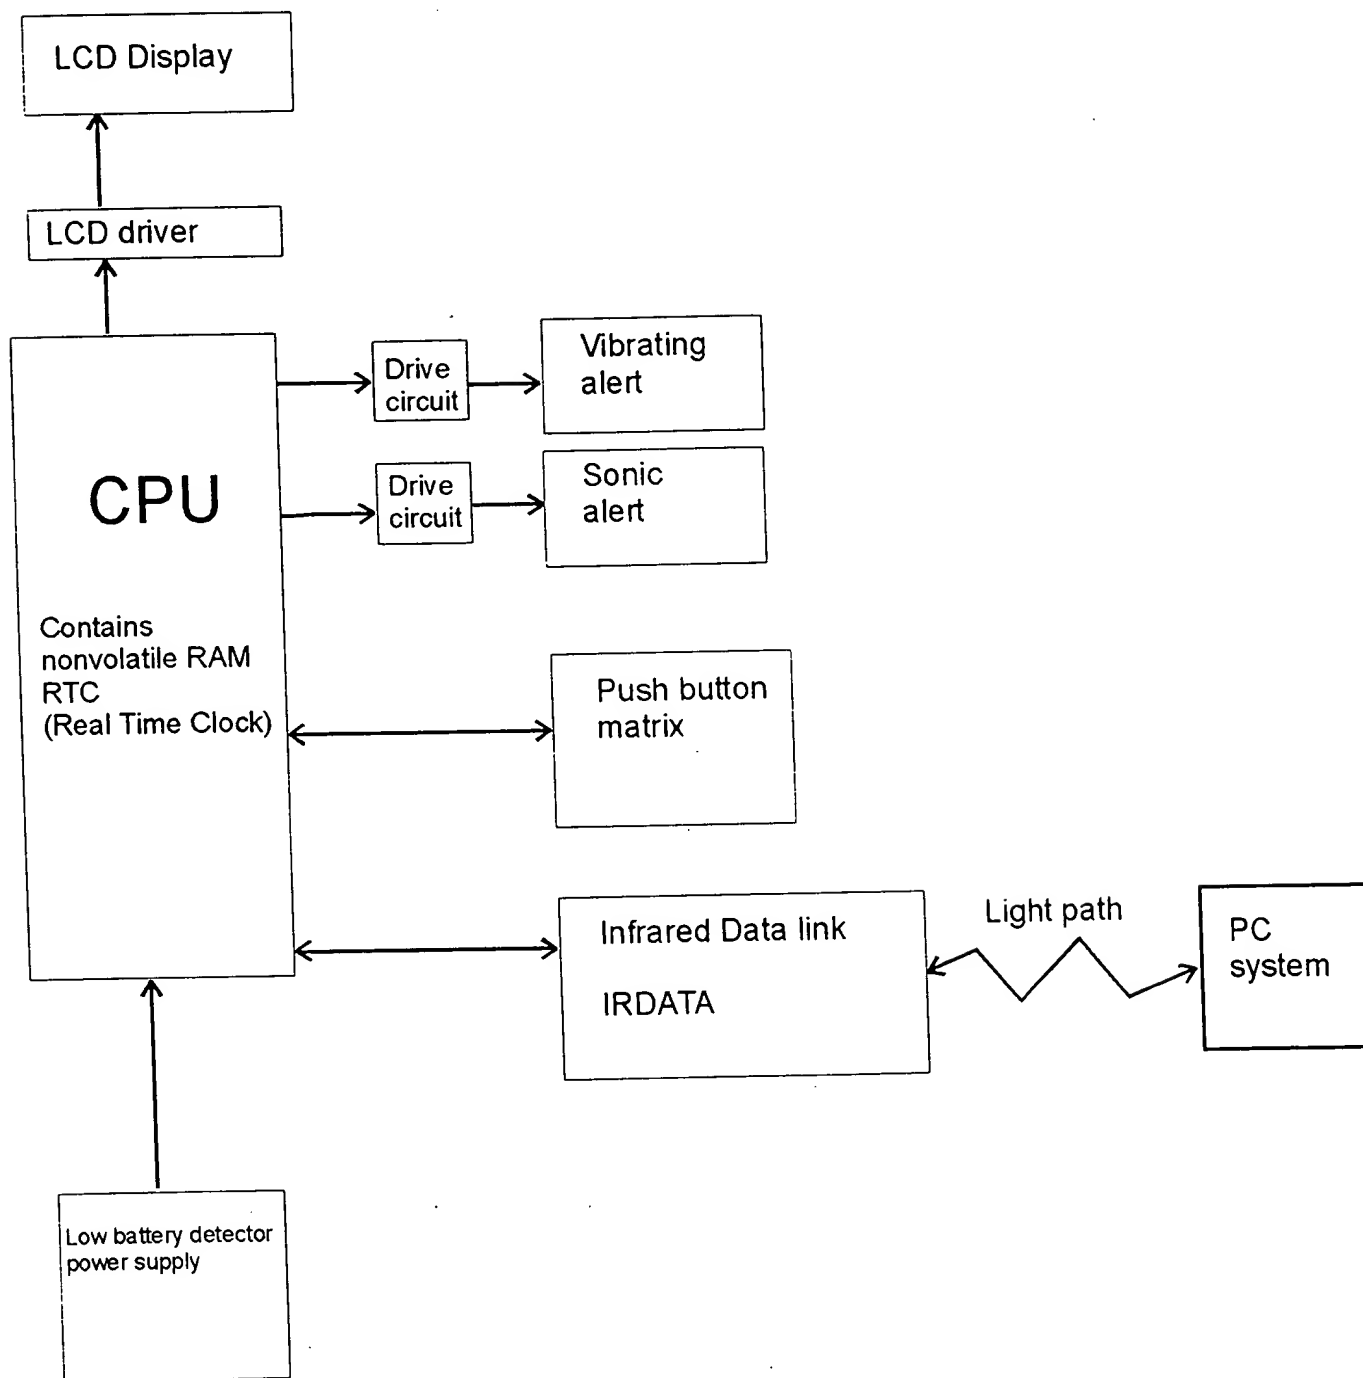 LCD Display
LCD driver
Drive
circuit
Vibrating
alert
CPU
Drive
circuit
Sonic
alert
Contains
nonvolatile RAM
RTC
(Real Time Clock)
Push button
matrix
Infrared Data link
IRDATA
Light path
PC
system
Low battery detector
power supply